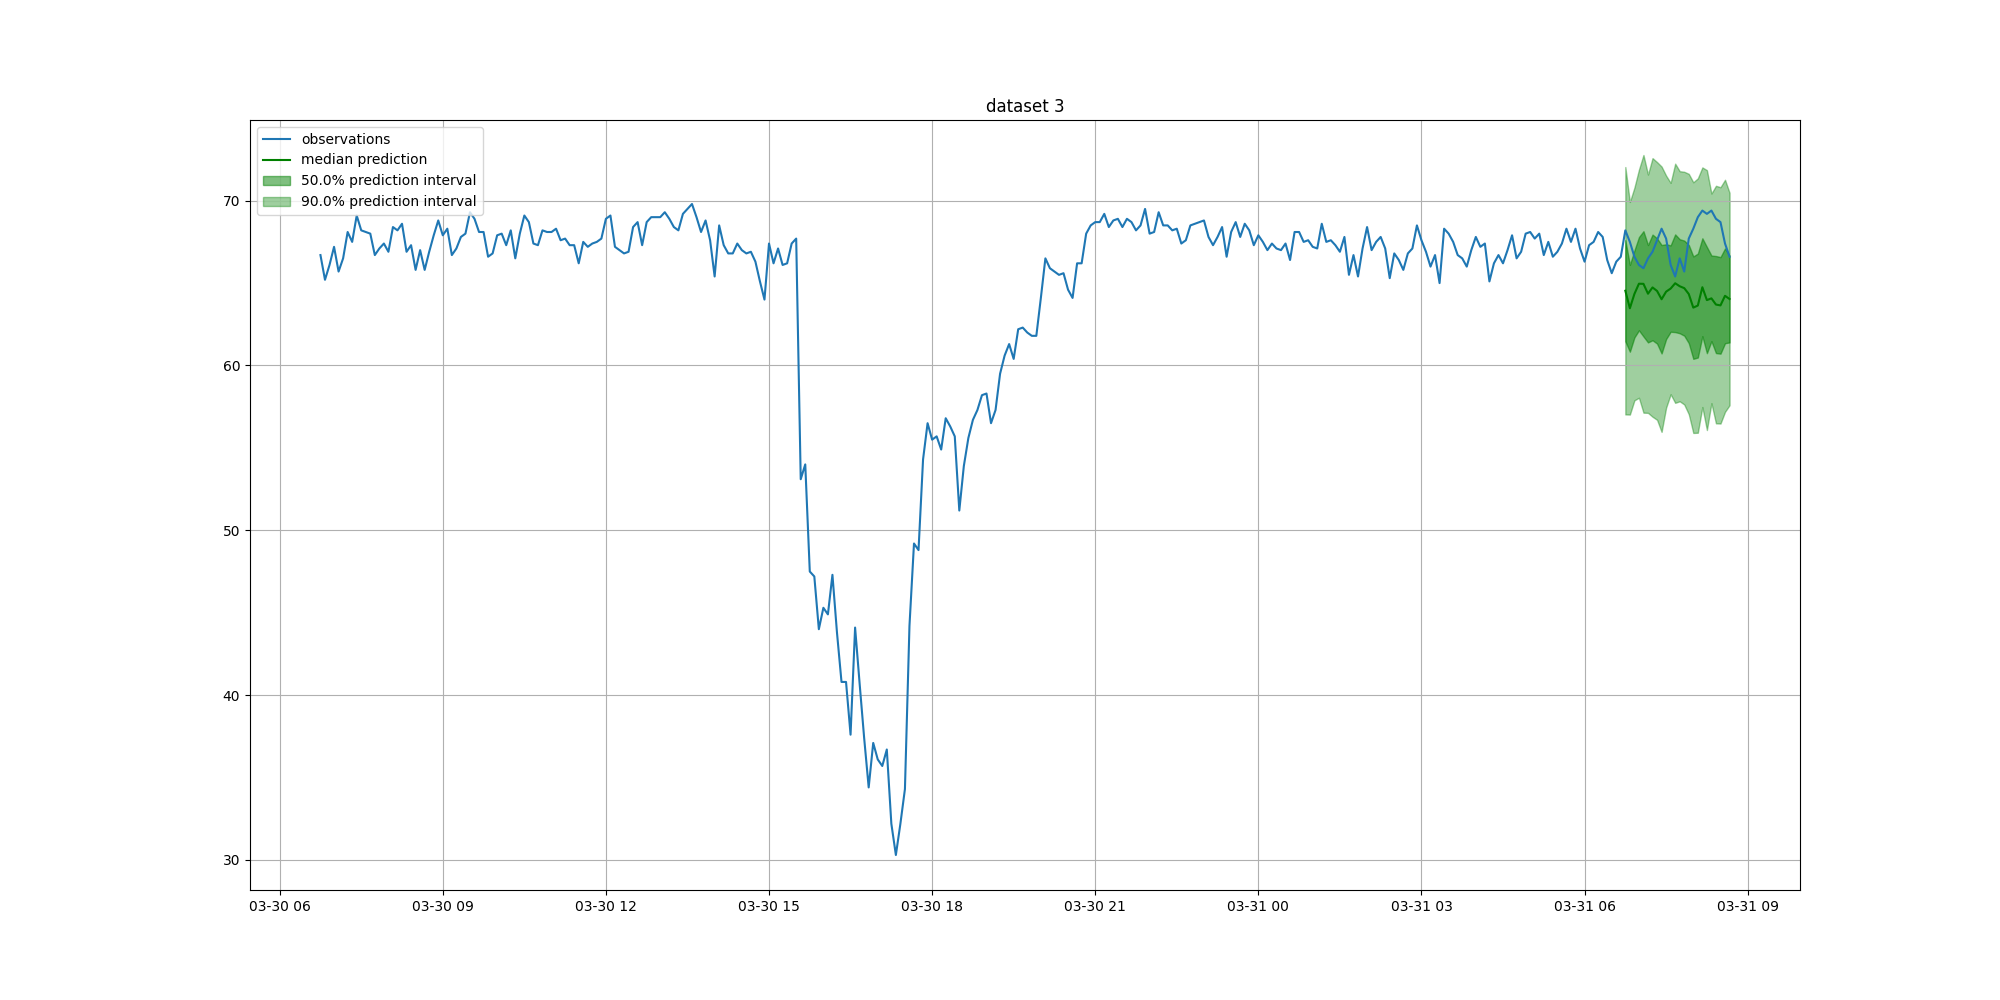 dataset 3
observations
median prediction
50.0% prediction interval
90.0% prediction interval
70
60
50
40
30
03-30 06 03-30 09 03-30 12 03-30 15 03-30 18 03-30 21 03-31 00 03-31 03 03-31 06 03-31 09